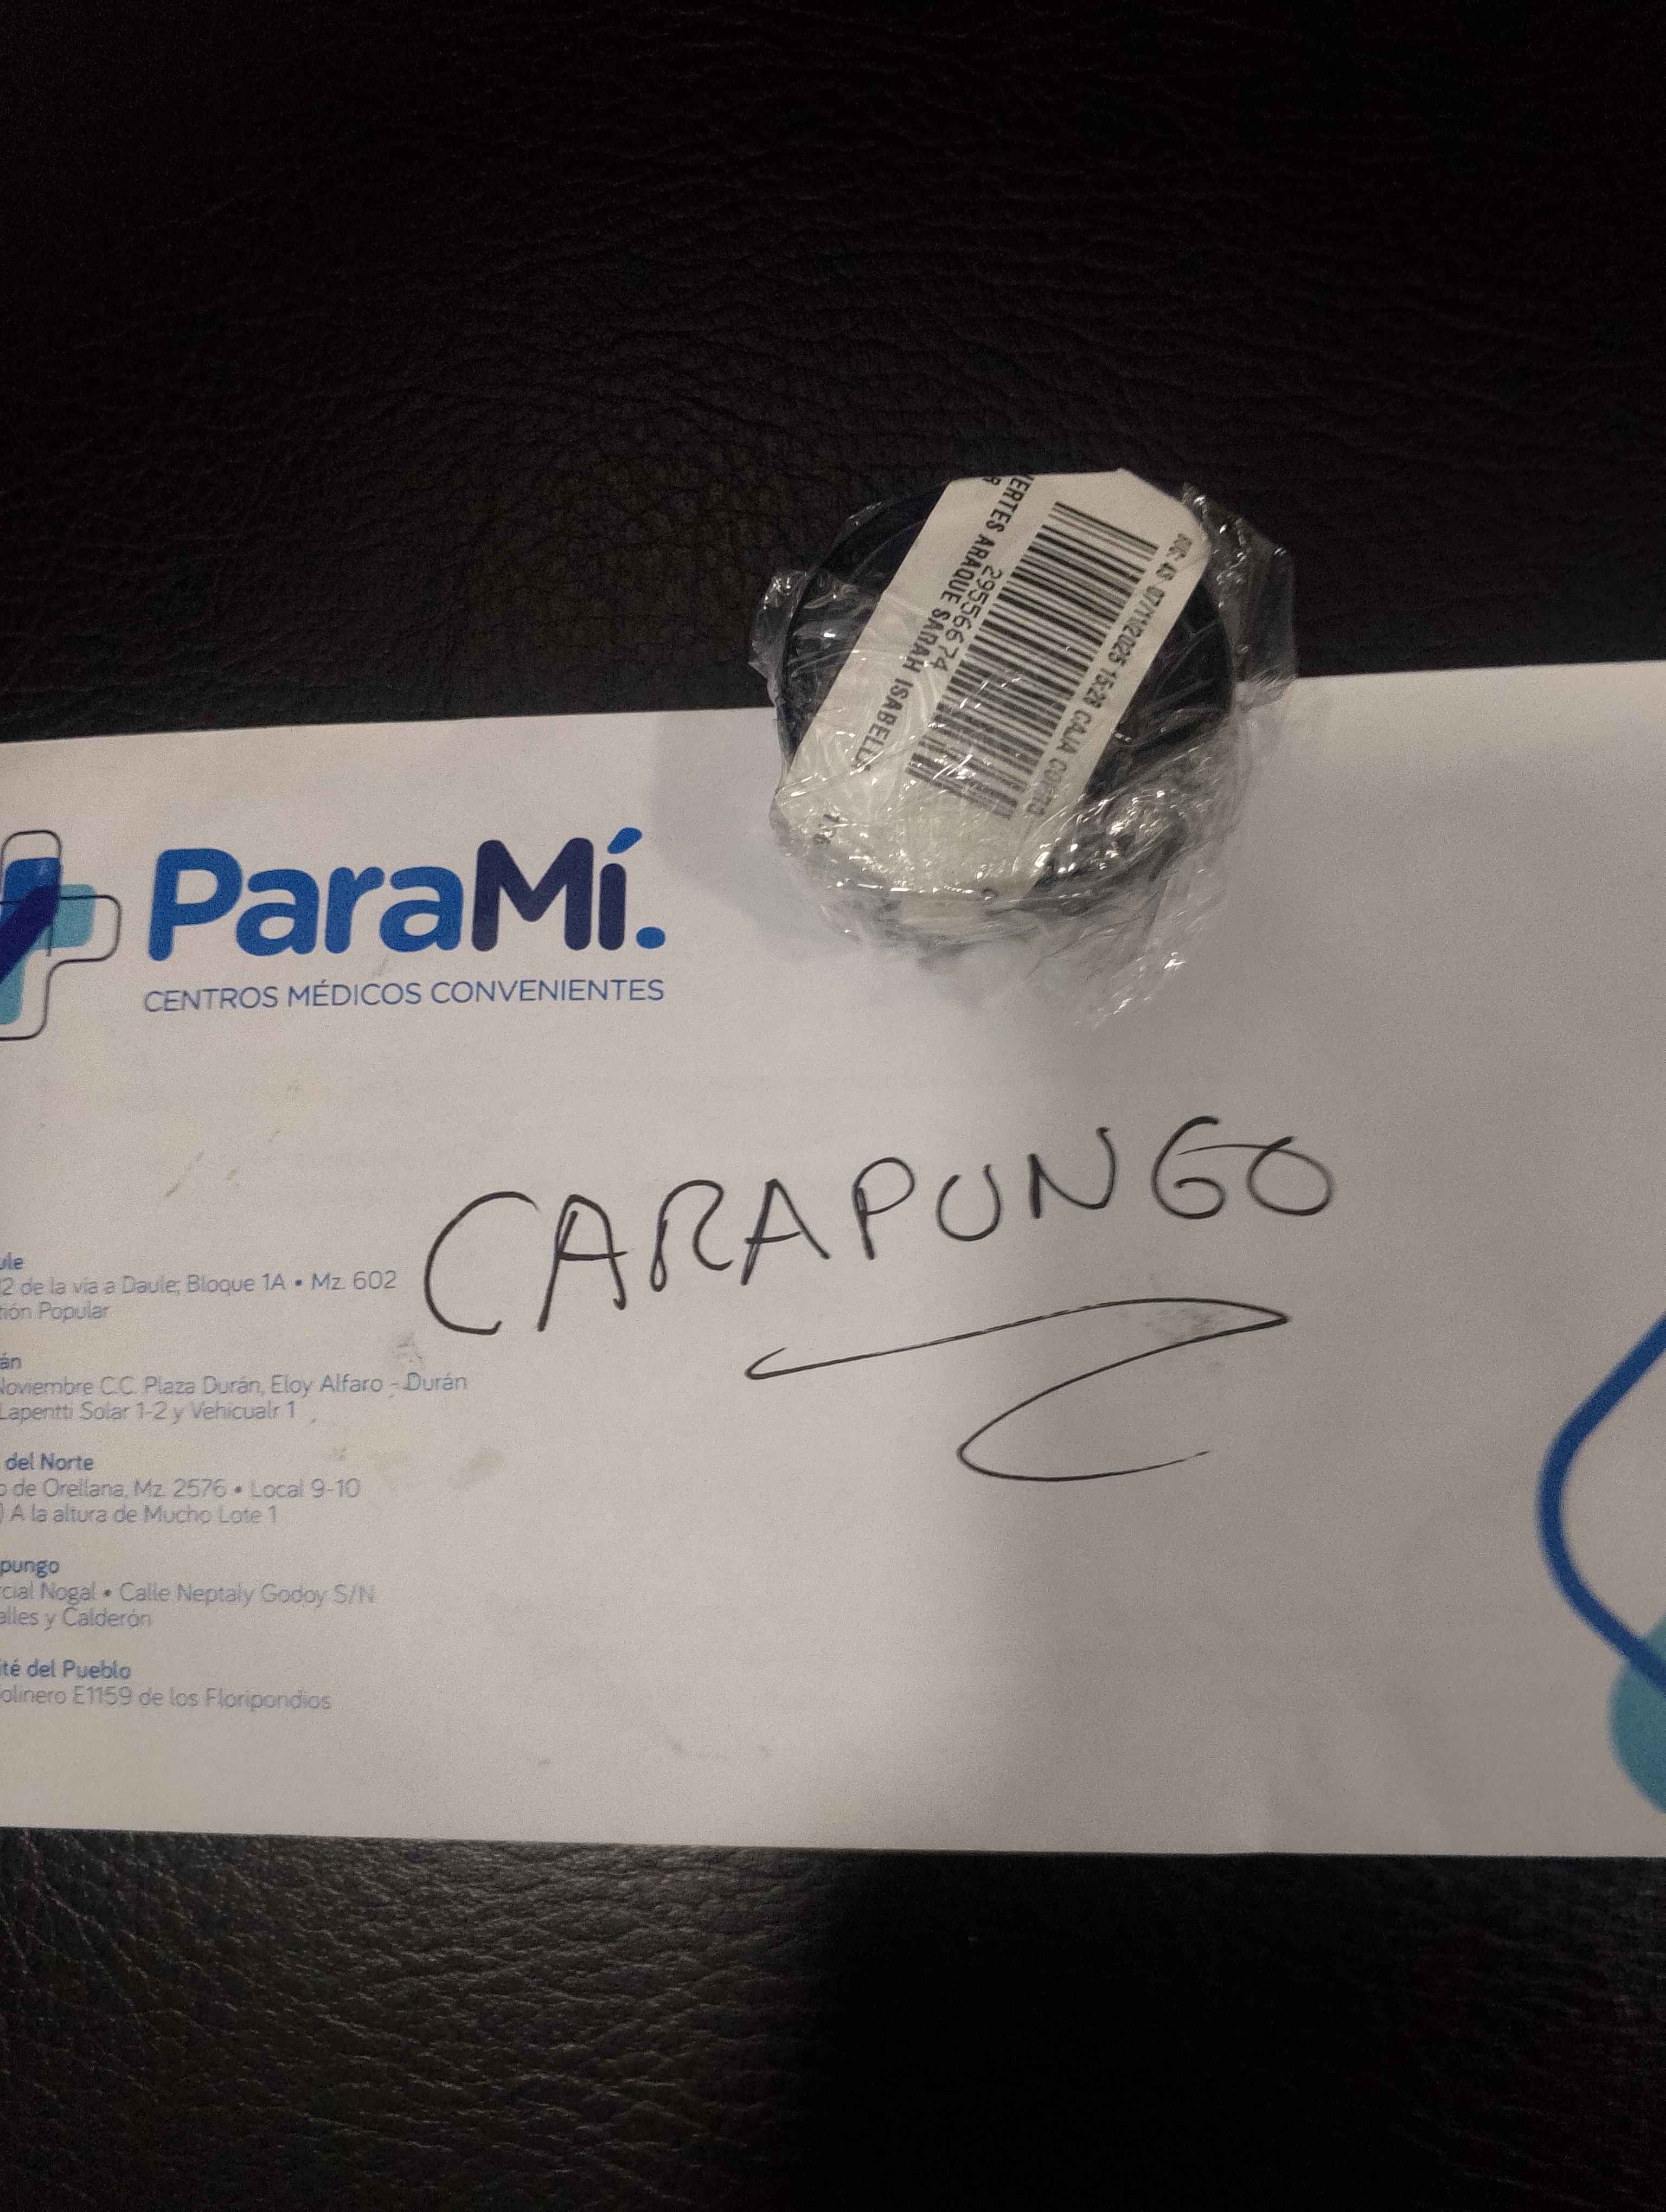 VERTES ARAQUE SARAH ISABELL
29556674
07/11/2025 15:28 CAJA
ParaMí.
CENTROS MÉDICOS CONVENIENTES
CARAPUNGO
ule
2 de la vía a Daule; Bloque 1A • Mz. 602
ión Popular
án
Noviembre C.C. Plaza Durán, Eloy Alfaro - Durán
Lapentti Solar 1-2 y Vehicualr 1
del Norte
o de Orellana, Mz. 2576 • Local 9-10
) A la altura de Mucho Lote 1
pungo
rcial Nogal • Calle Neptaly Godoy S/N
alles y Calderón
ité del Pueblo
olinero E1159 de los Floripondios